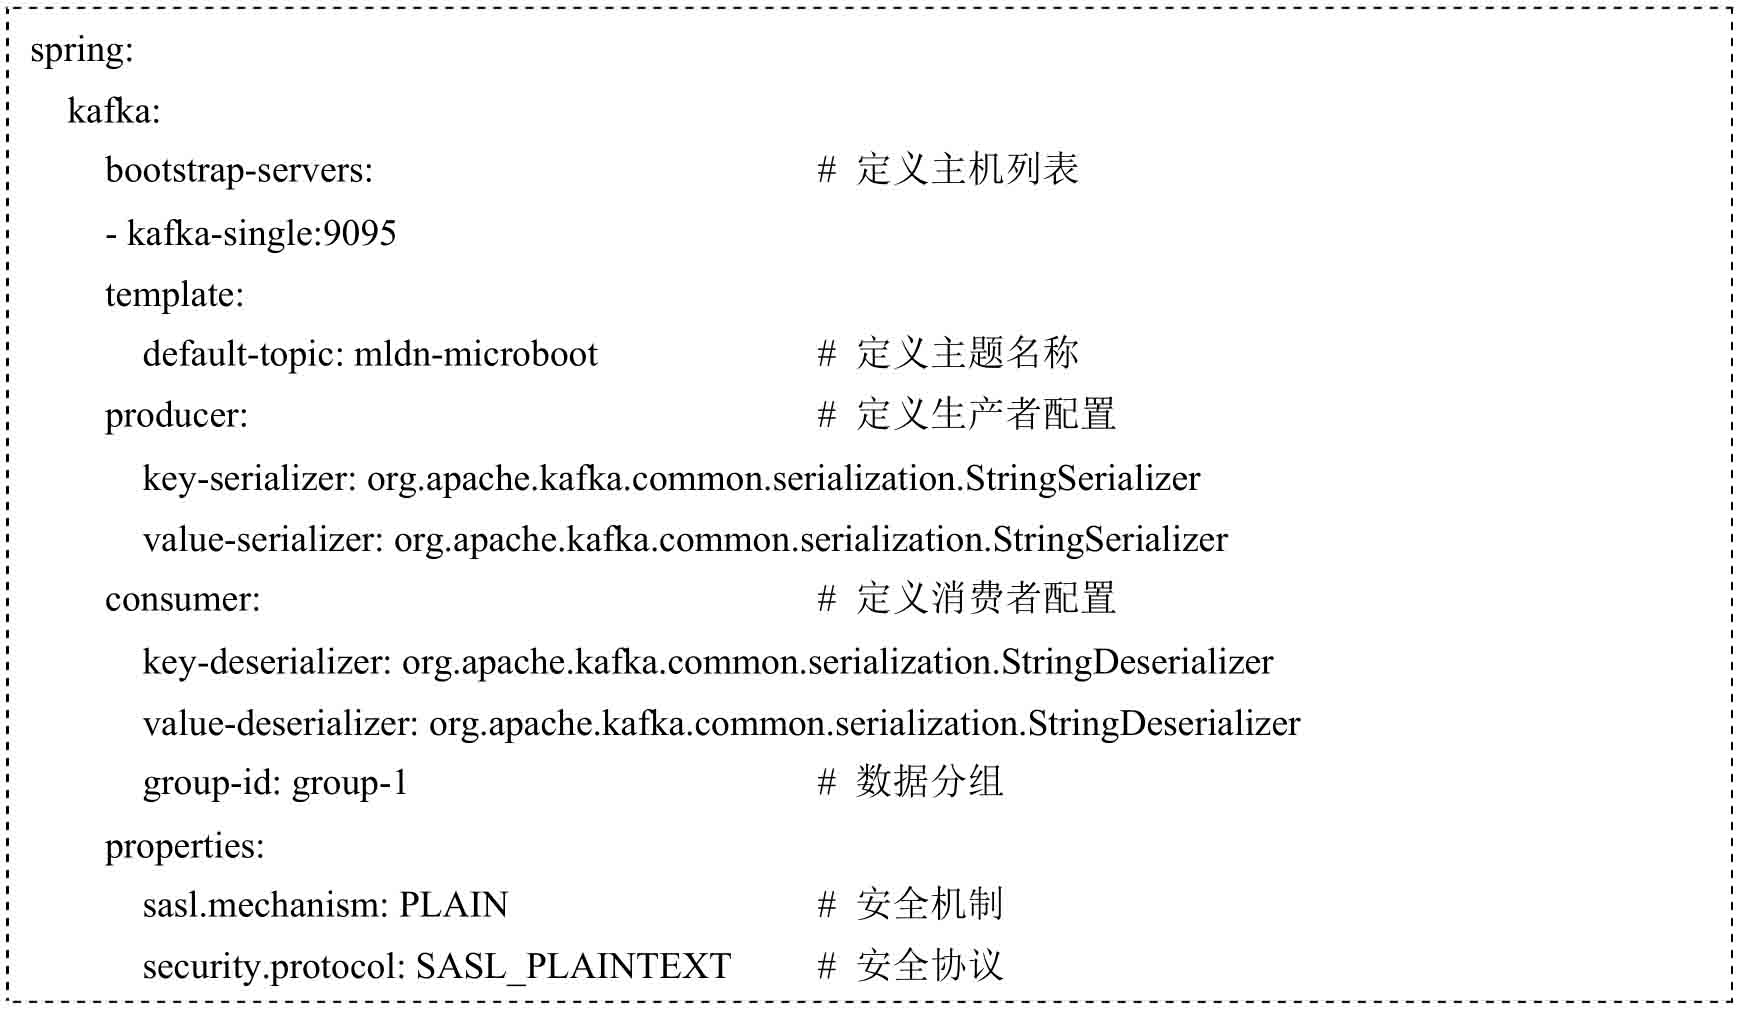 spring:
  kafka:
    bootstrap-servers: # 定义主机列表
    - kafka-single:9095
    template:
      default-topic: mldn-microboot # 定义主题名称
    producer: # 定义生产者配置
      key-serializer: org.apache.kafka.common.serialization.StringSerializer
      value-serializer: org.apache.kafka.common.serialization.StringSerializer
    consumer: # 定义消费者配置
      key-deserializer: org.apache.kafka.common.serialization.StringDeserializer
      value-deserializer: org.apache.kafka.common.serialization.StringDeserializer
      group-id: group-1 # 数据分组
    properties:
      sasl.mechanism: PLAIN # 安全机制
      security.protocol: SASL_PLAINTEXT # 安全协议